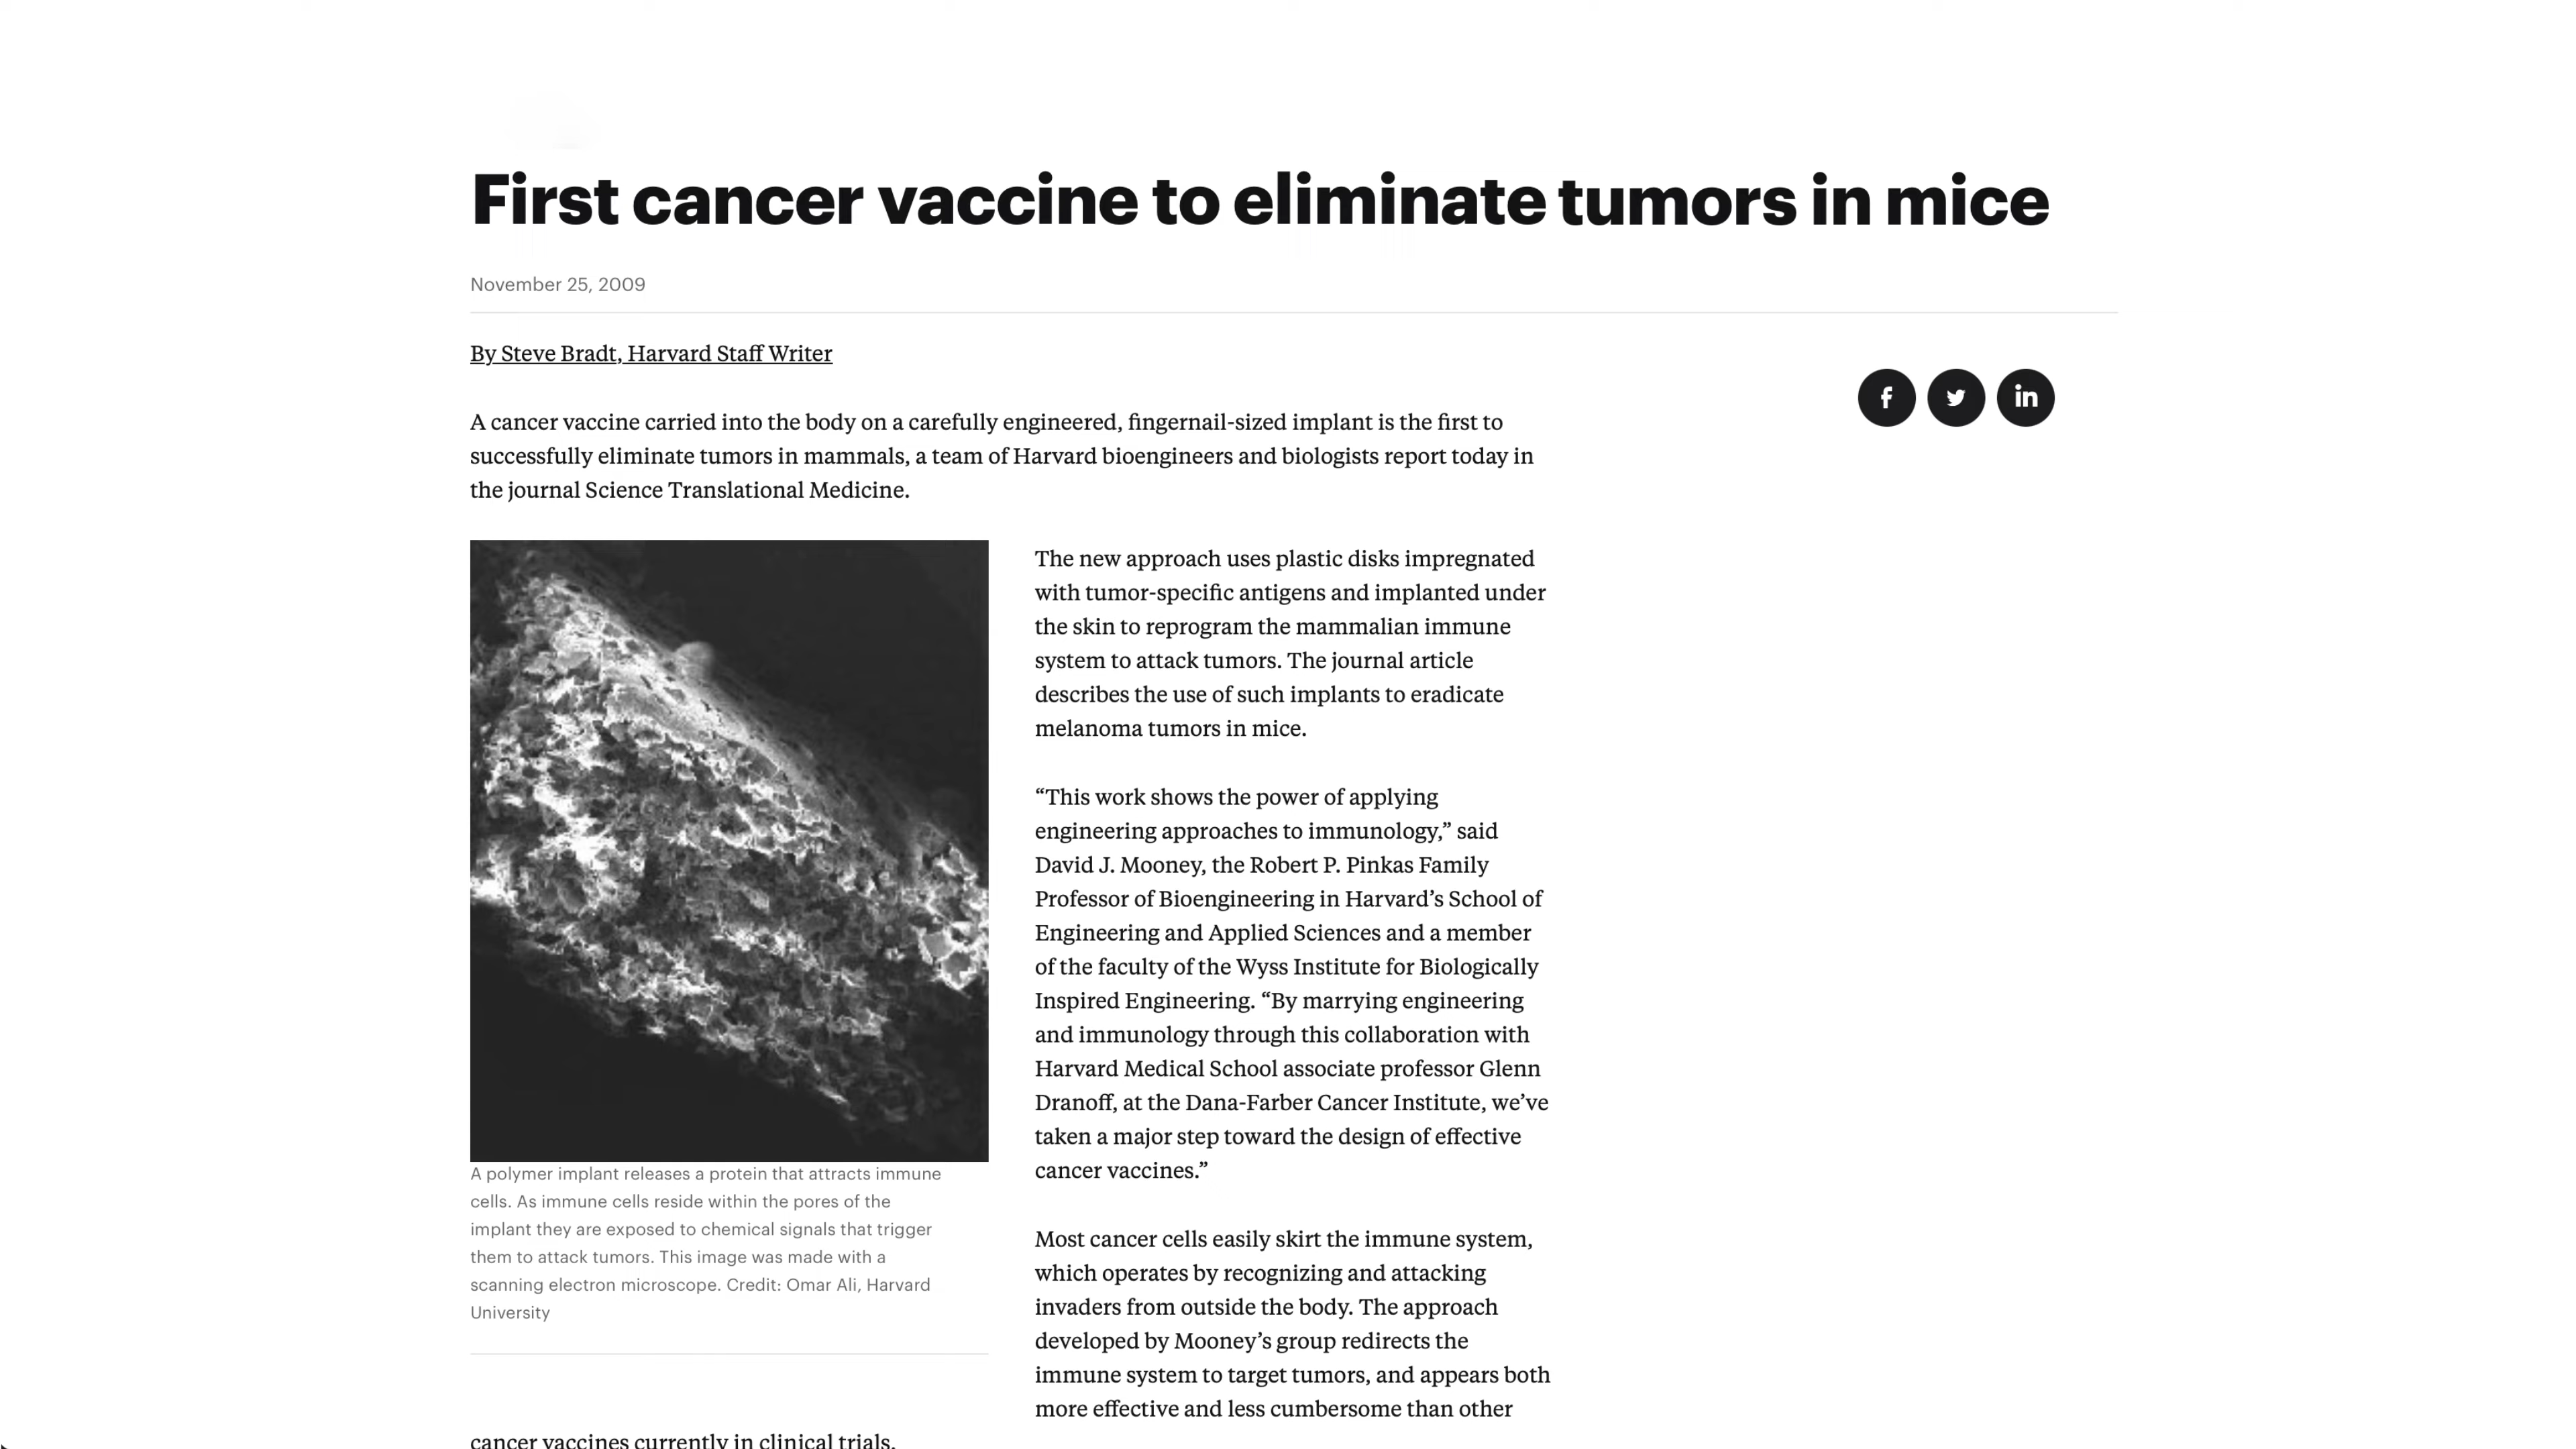 First cancer vaccine to eliminate tumors in mice
November 25, 2009
By Steve Bradt, Harvard Staff Writer
A cancer vaccine carried into the body on a carefully engineered, fingernail-sized implant is the first to
successfully eliminate tumors in mammals, a team of Harvard bioengineers and biologists report today in
the journal Science Translational Medicine.
A polymer implant releases a protein that attracts immune
cells. As immune cells reside within the pores of the
implant they are exposed to chemical signals that trigger
them to attack tumors. This image was made with a
scanning electron microscope. Credit: Omar Ali, Harvard
University
The new approach uses plastic disks impregnated
with tumor-specific antigens and implanted under
the skin to reprogram the mammalian immune
system to attack tumors. The journal article
describes the use of such implants to eradicate
melanoma tumors in mice.
“This work shows the power of applying
engineering approaches to immunology,” said
David J. Mooney, the Robert P. Pinkas Family
Professor of Bioengineering in Harvard’s School of
Engineering and Applied Sciences and a member
of the faculty of the Wyss Institute for Biologically
Inspired Engineering. “By marrying engineering
and immunology through this collaboration with
Harvard Medical School associate professor Glenn
Dranoff, at the Dana-Farber Cancer Institute, we’ve
taken a major step toward the design of effective
cancer vaccines.”
Most cancer cells easily skirt the immune system,
which operates by recognizing and attacking
invaders from outside the body. The approach
developed by Mooney’s group redirects the
immune system to target tumors, and appears both
more effective and less cumbersome than other
cancer vaccines currently in clinical trials.